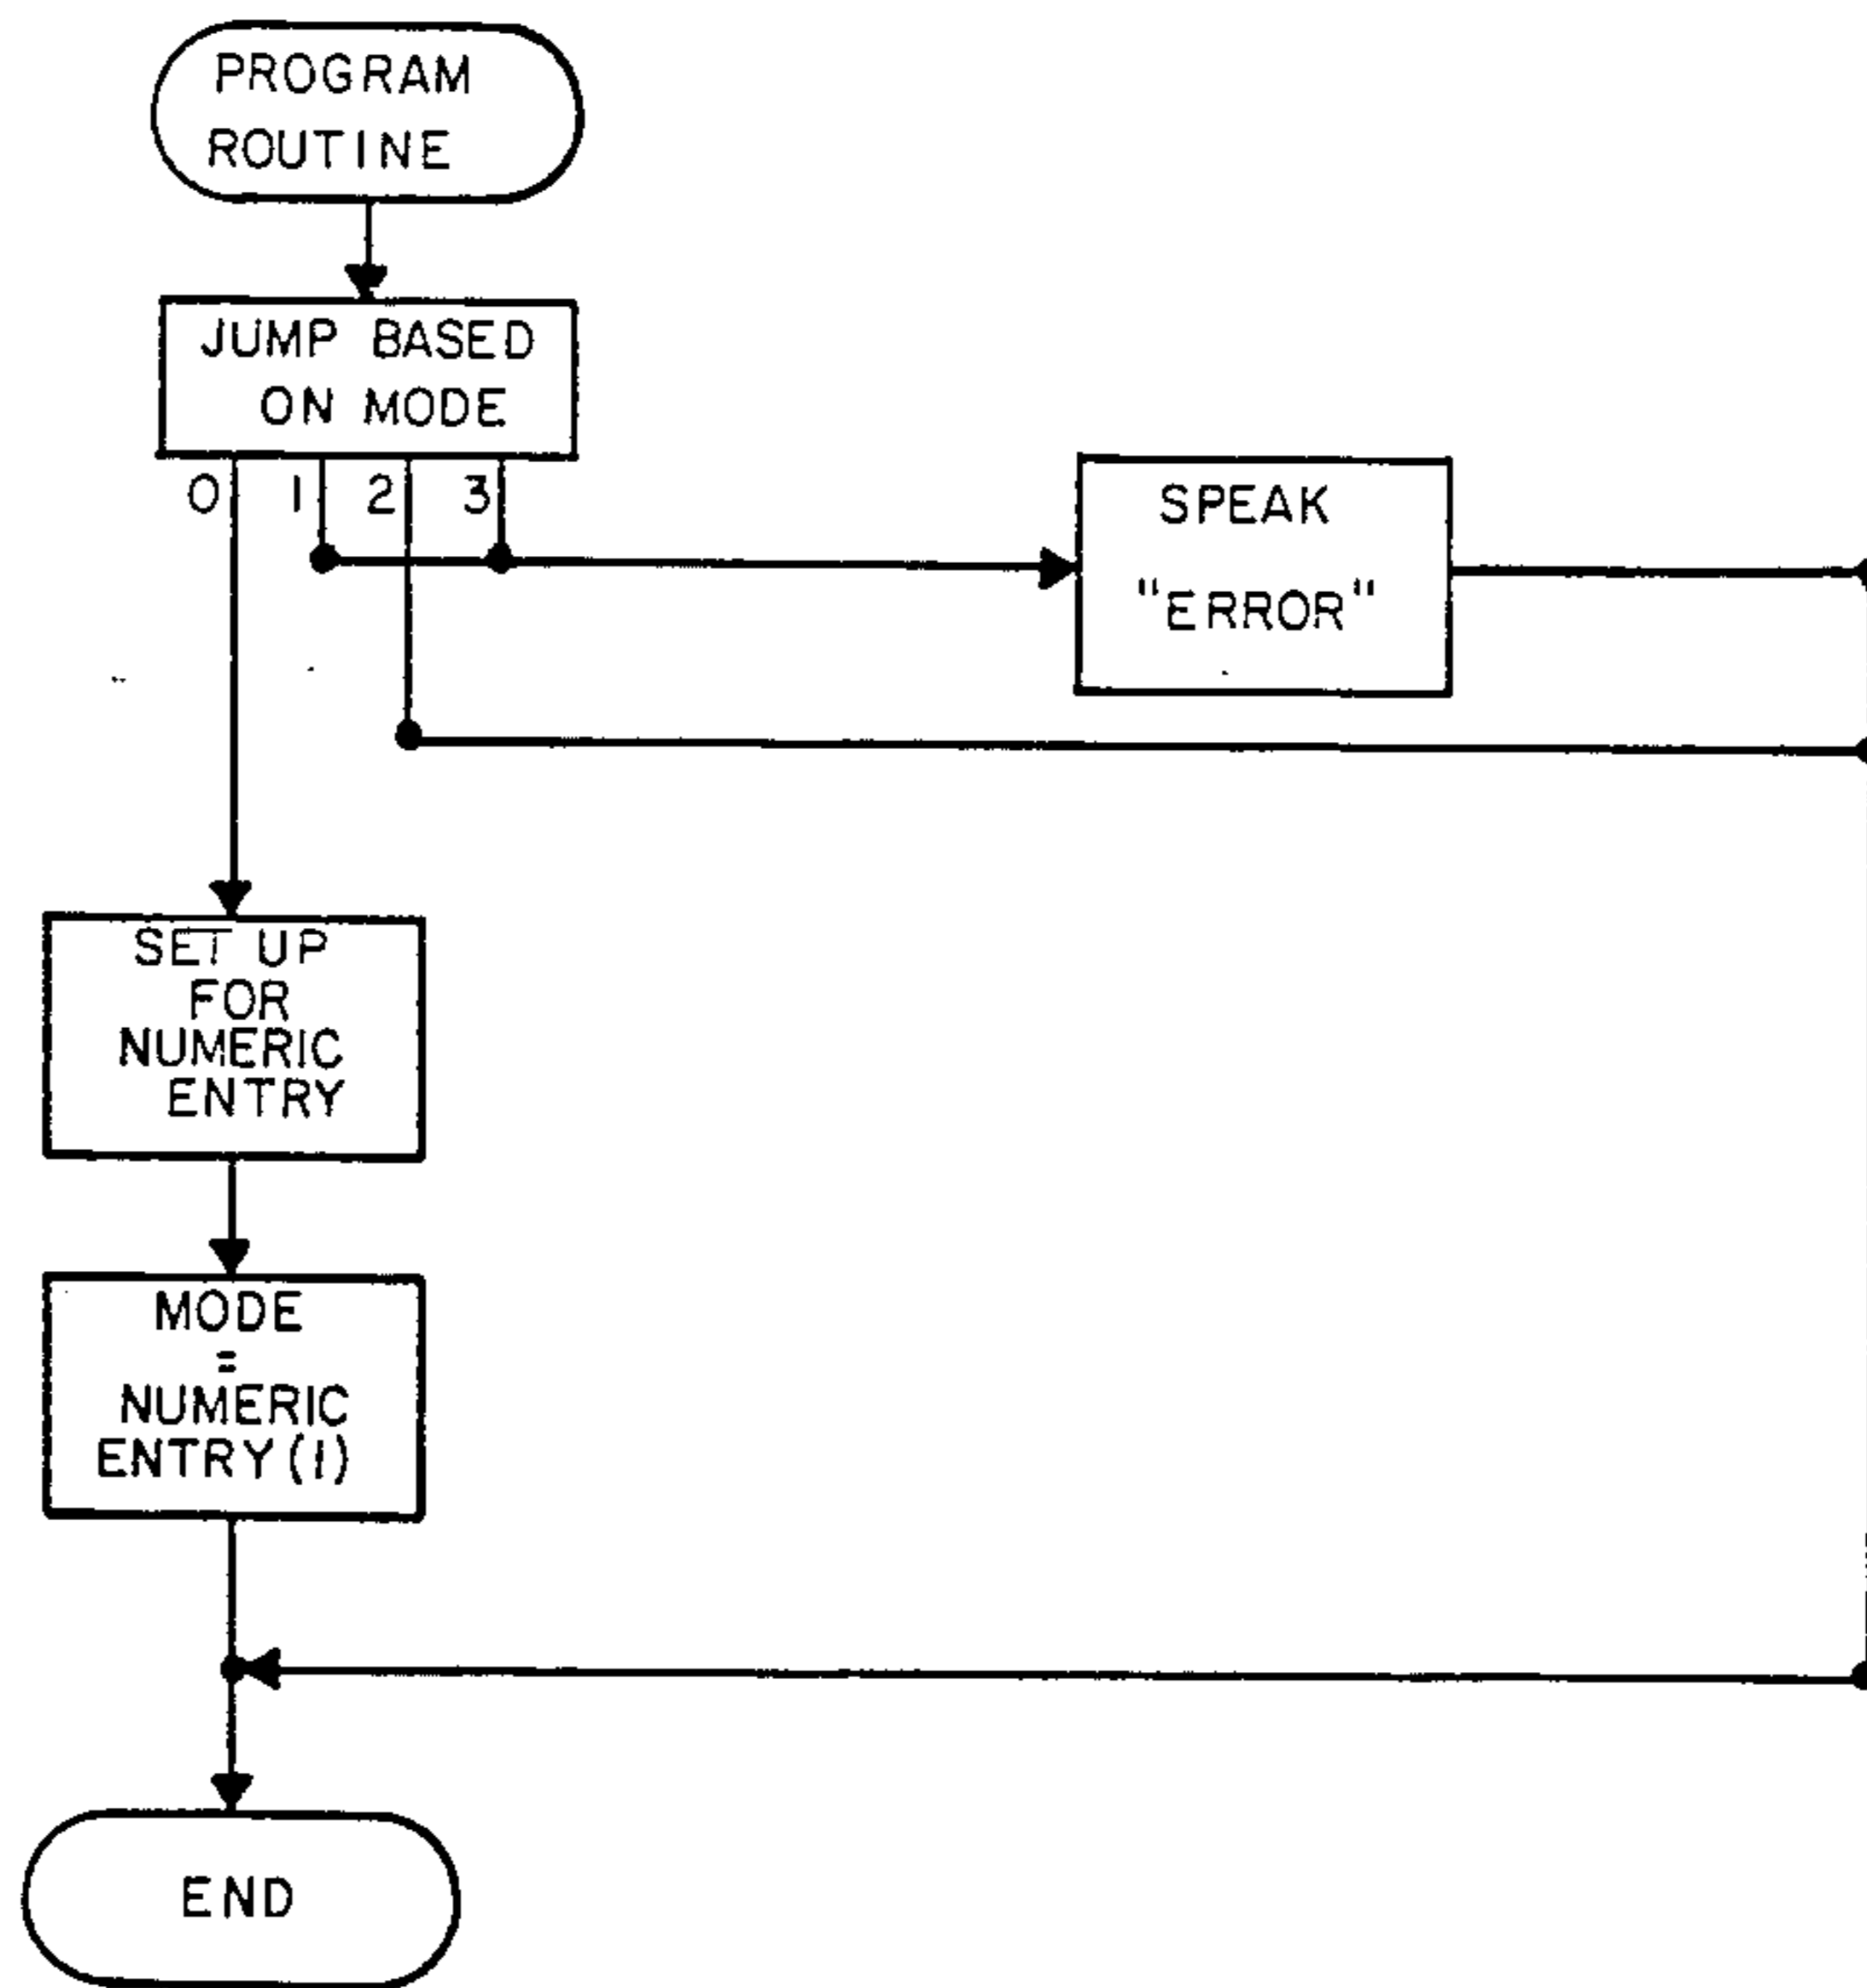 PROGRAM
ROUTINE
JUMP BASED
ON MODE
0 1 2 3
SPEAK
"ERROR"
SET UP
FOR
NUMERIC
ENTRY
MODE
=
NUMERIC
ENTRY(1)
END